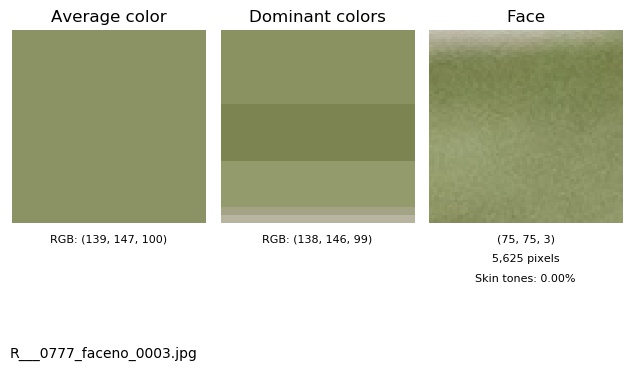 Average color
Dominant colors
Face
RGB: (139, 147, 100)
RGB: (138, 146, 99)
(75, 75, 3)
5,625 pixels
Skin tones: 0.00%
R___0777_faceno_0003.jpg